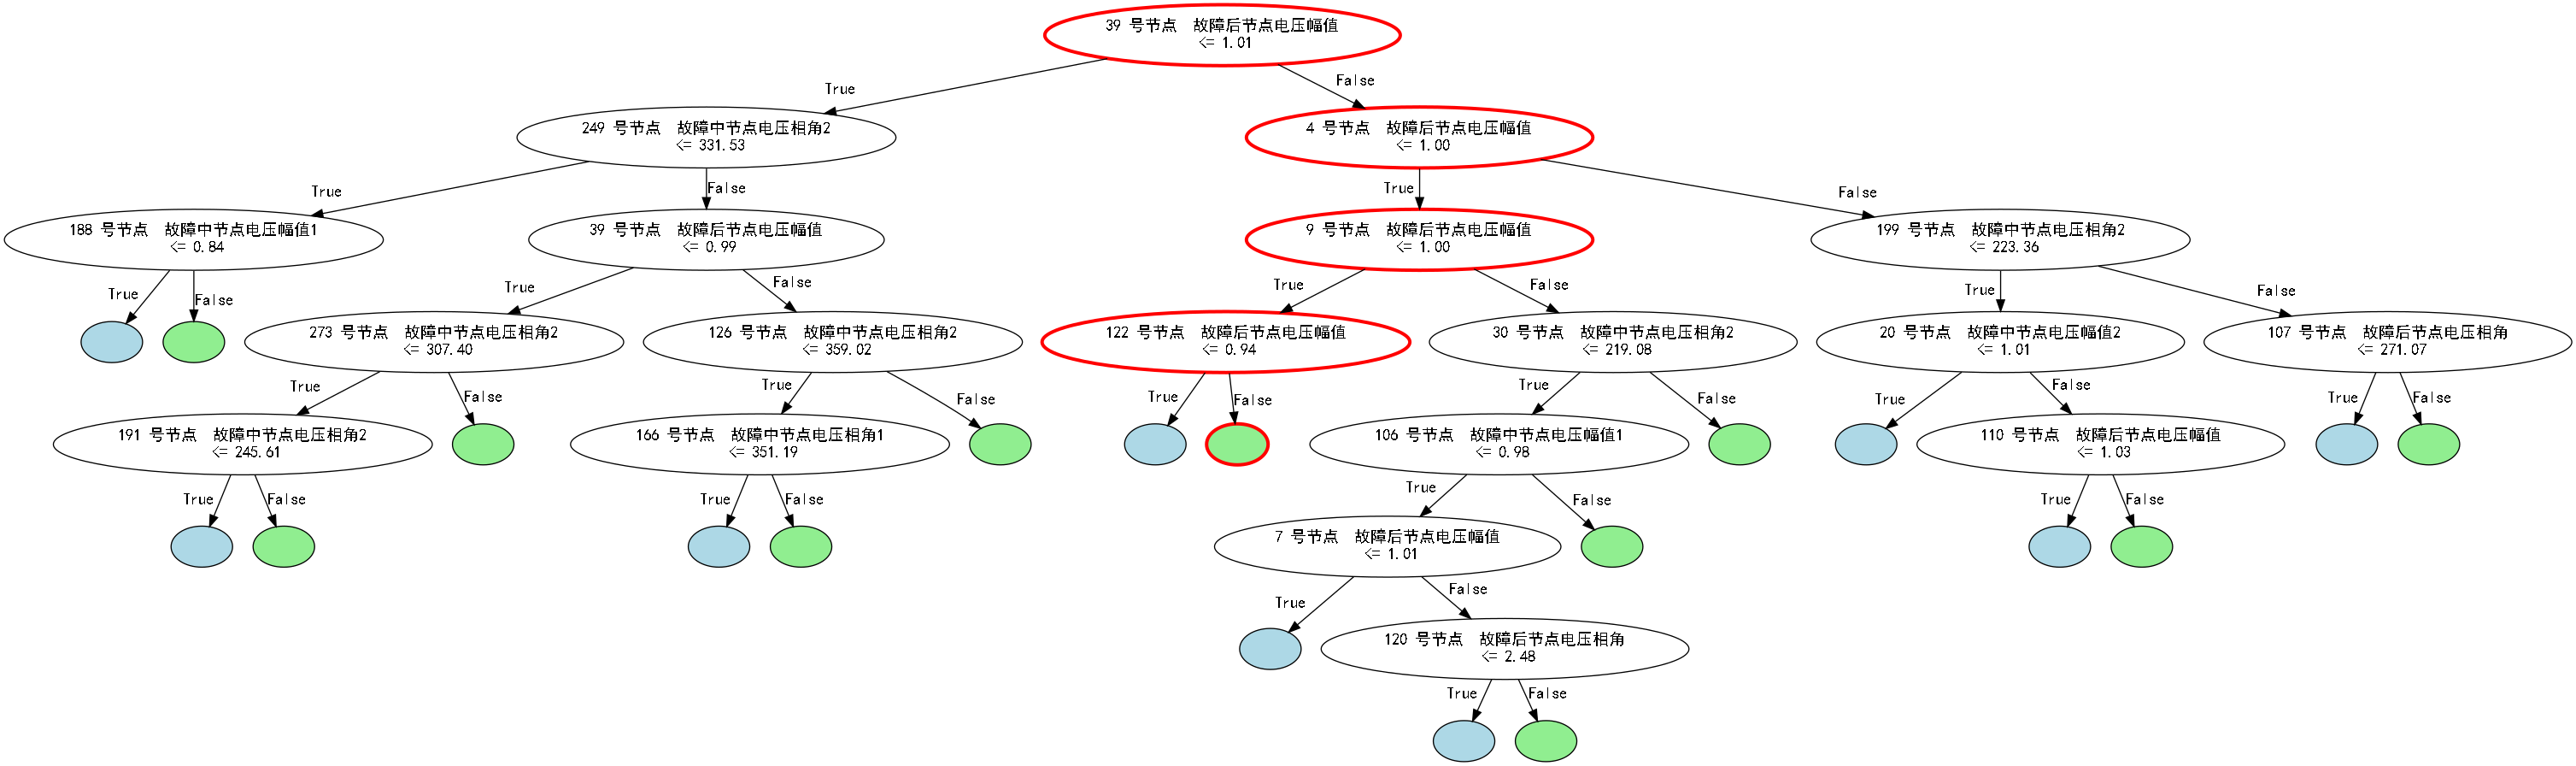 39 号节点 故障后节点电压幅值
<= 1.01
True
False
249 号节点 故障中节点电压相角2
<= 331.53
4 号节点 故障后节点电压幅值
<= 1.00
True
False
True
False
188 号节点 故障中节点电压幅值1
<= 0.84
39 号节点 故障后节点电压幅值
<= 0.99
9 号节点 故障后节点电压幅值
<= 1.00
199 号节点 故障中节点电压相角2
<= 223.36
True
False
True
False
True
False
True
False
273 号节点 故障中节点电压相角2
<= 307.40
126 号节点 故障中节点电压相角2
<= 359.02
122 号节点 故障后节点电压幅值
<= 0.94
30 号节点 故障中节点电压相角2
<= 219.08
20 号节点 故障中节点电压幅值2
<= 1.01
107 号节点 故障后节点电压相角
<= 271.07
True
False
True
False
True
False
True
False
True
False
True
False
191 号节点 故障中节点电压相角2
<= 245.61
166 号节点 故障中节点电压相角1
<= 351.19
106 号节点 故障中节点电压幅值1
<= 0.98
110 号节点 故障后节点电压幅值
<= 1.03
True
False
True
False
True
False
True
False
7 号节点 故障后节点电压幅值
<= 1.01
True
False
120 号节点 故障后节点电压相角
<= 2.48
True
False